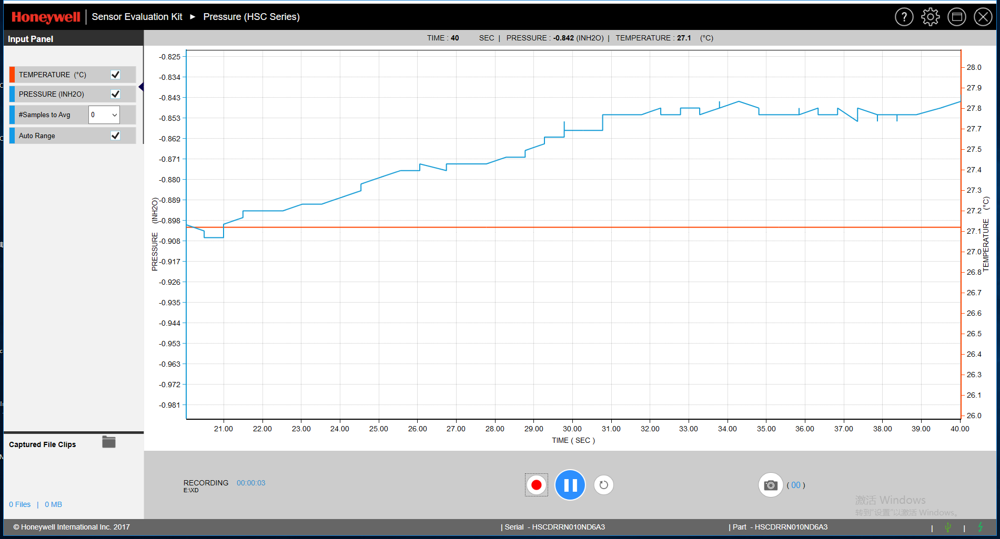 Honeywell | Sensor Evaluation Kit ► Pressure (HSC Series)
?
Input Panel
TIME : 40 SEC | PRESSURE : -0.842 (INH2O) | TEMPERATURE : 27.1 (°C)
TEMPERATURE (°C)
PRESSURE (INH2O)
#Samples to Avg 0
Auto Range
-0.825
-0.834
-0.843
-0.853
-0.862
-0.871
-0.880
-0.889
-0.898
-0.908
-0.917
-0.926
-0.935
-0.944
-0.953
-0.963
-0.972
-0.981
PRESSURE (INH2O)
28.0
27.9
27.8
27.7
27.5
27.4
27.3
27.2
27.1
27.0
26.8
26.7
26.6
26.5
26.4
26.3
26.1
26.0
TEMPERATURE (°C)
21.00 22.00 23.00 24.00 25.00 26.00 27.00 28.00 29.00 30.00 31.00 32.00 33.00 34.00 35.00 36.00 37.00 38.00 39.00 40.00
TIME ( SEC )
Captured File Clips
0 Files | 0 MB
RECORDING 00:00:03
E:\XD
( 00 )
激活 Windows
转到"设置"以激活 Windows。
© Honeywell International Inc. 2017
| Serial - HSCDRRN010ND6A3
| Part - HSCDRRN010ND6A3
| |